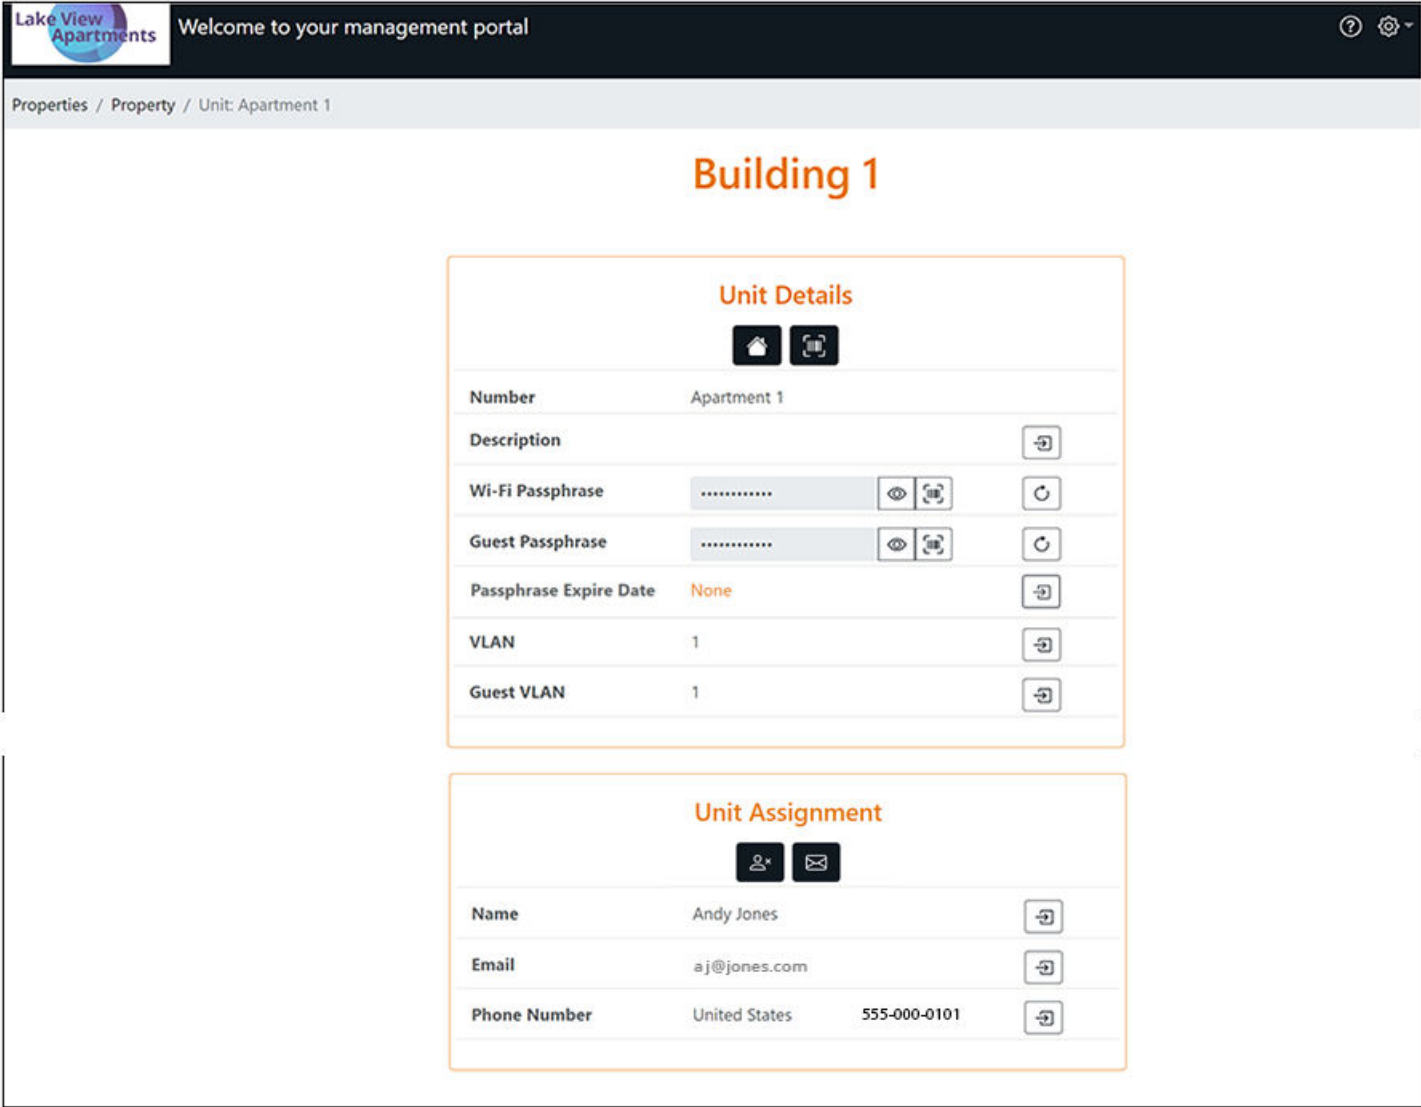 Lake View
Apartments
Welcome to your management portal
Properties / Property / Unit: Apartment 1
Building 1
Unit Details
Number Apartment 1
Description
Wi-Fi Passphrase ••••••••••••
Guest Passphrase ••••••••••••
Passphrase Expire Date None
VLAN 1
Guest VLAN 1
Unit Assignment
Name Andy Jones
Email aj@jones.com
Phone Number United States 555-000-0101